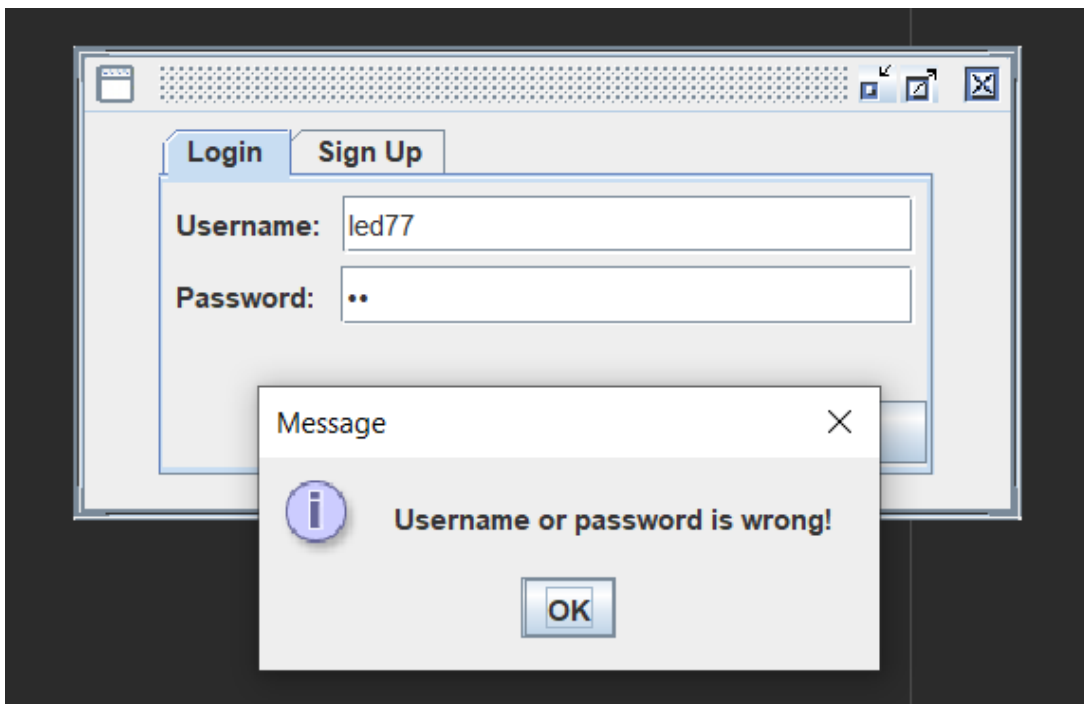 Login Sign Up
Username: led77
Password: ••
Message
Username or password is wrong!
OK